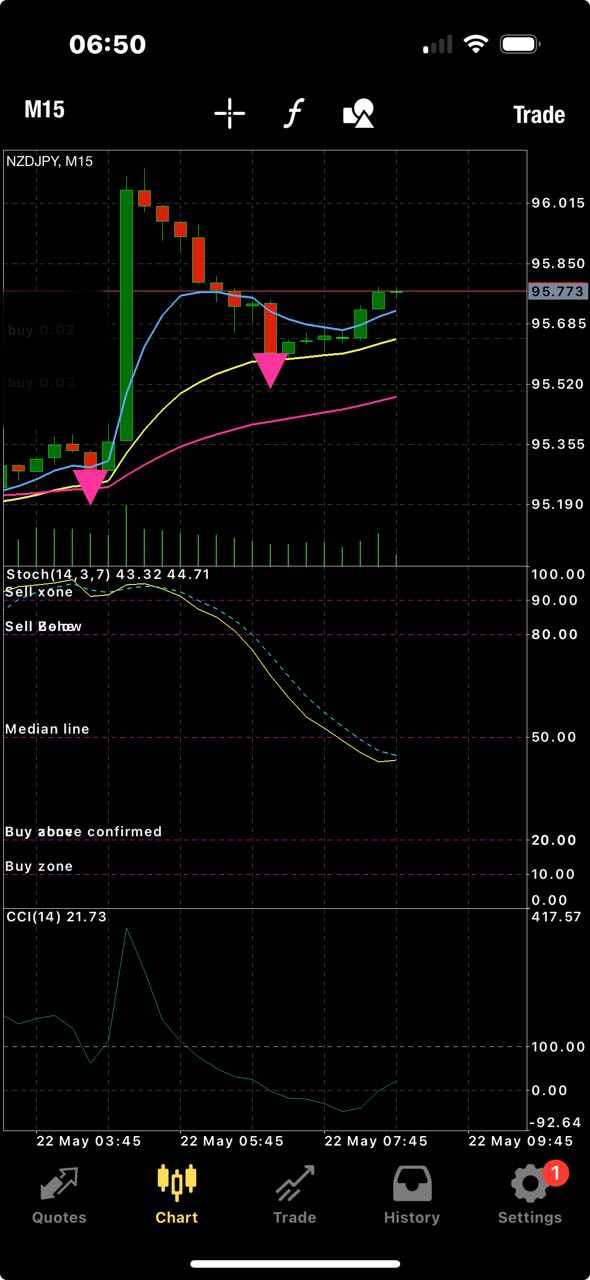 06:50
M15
f
Trade
NZDJPY, M15
96.015
95.850
95.773
buy 0.02
95.685
buy 0.03
95.520
95.355
95.190
Stoch(14,3,7) 43.32 44.71
100.00
Sell xone
90.00
Sell Below
80.00
Median line
50.00
Buy above confirmed
20.00
Buy zone
10.00
0.00
CCI(14) 21.73
417.57
100.00
0.00
-92.64
22 May 03:45 22 May 05:45 22 May 07:45 22 May 09:45
1
Quotes Chart Trade History Settings